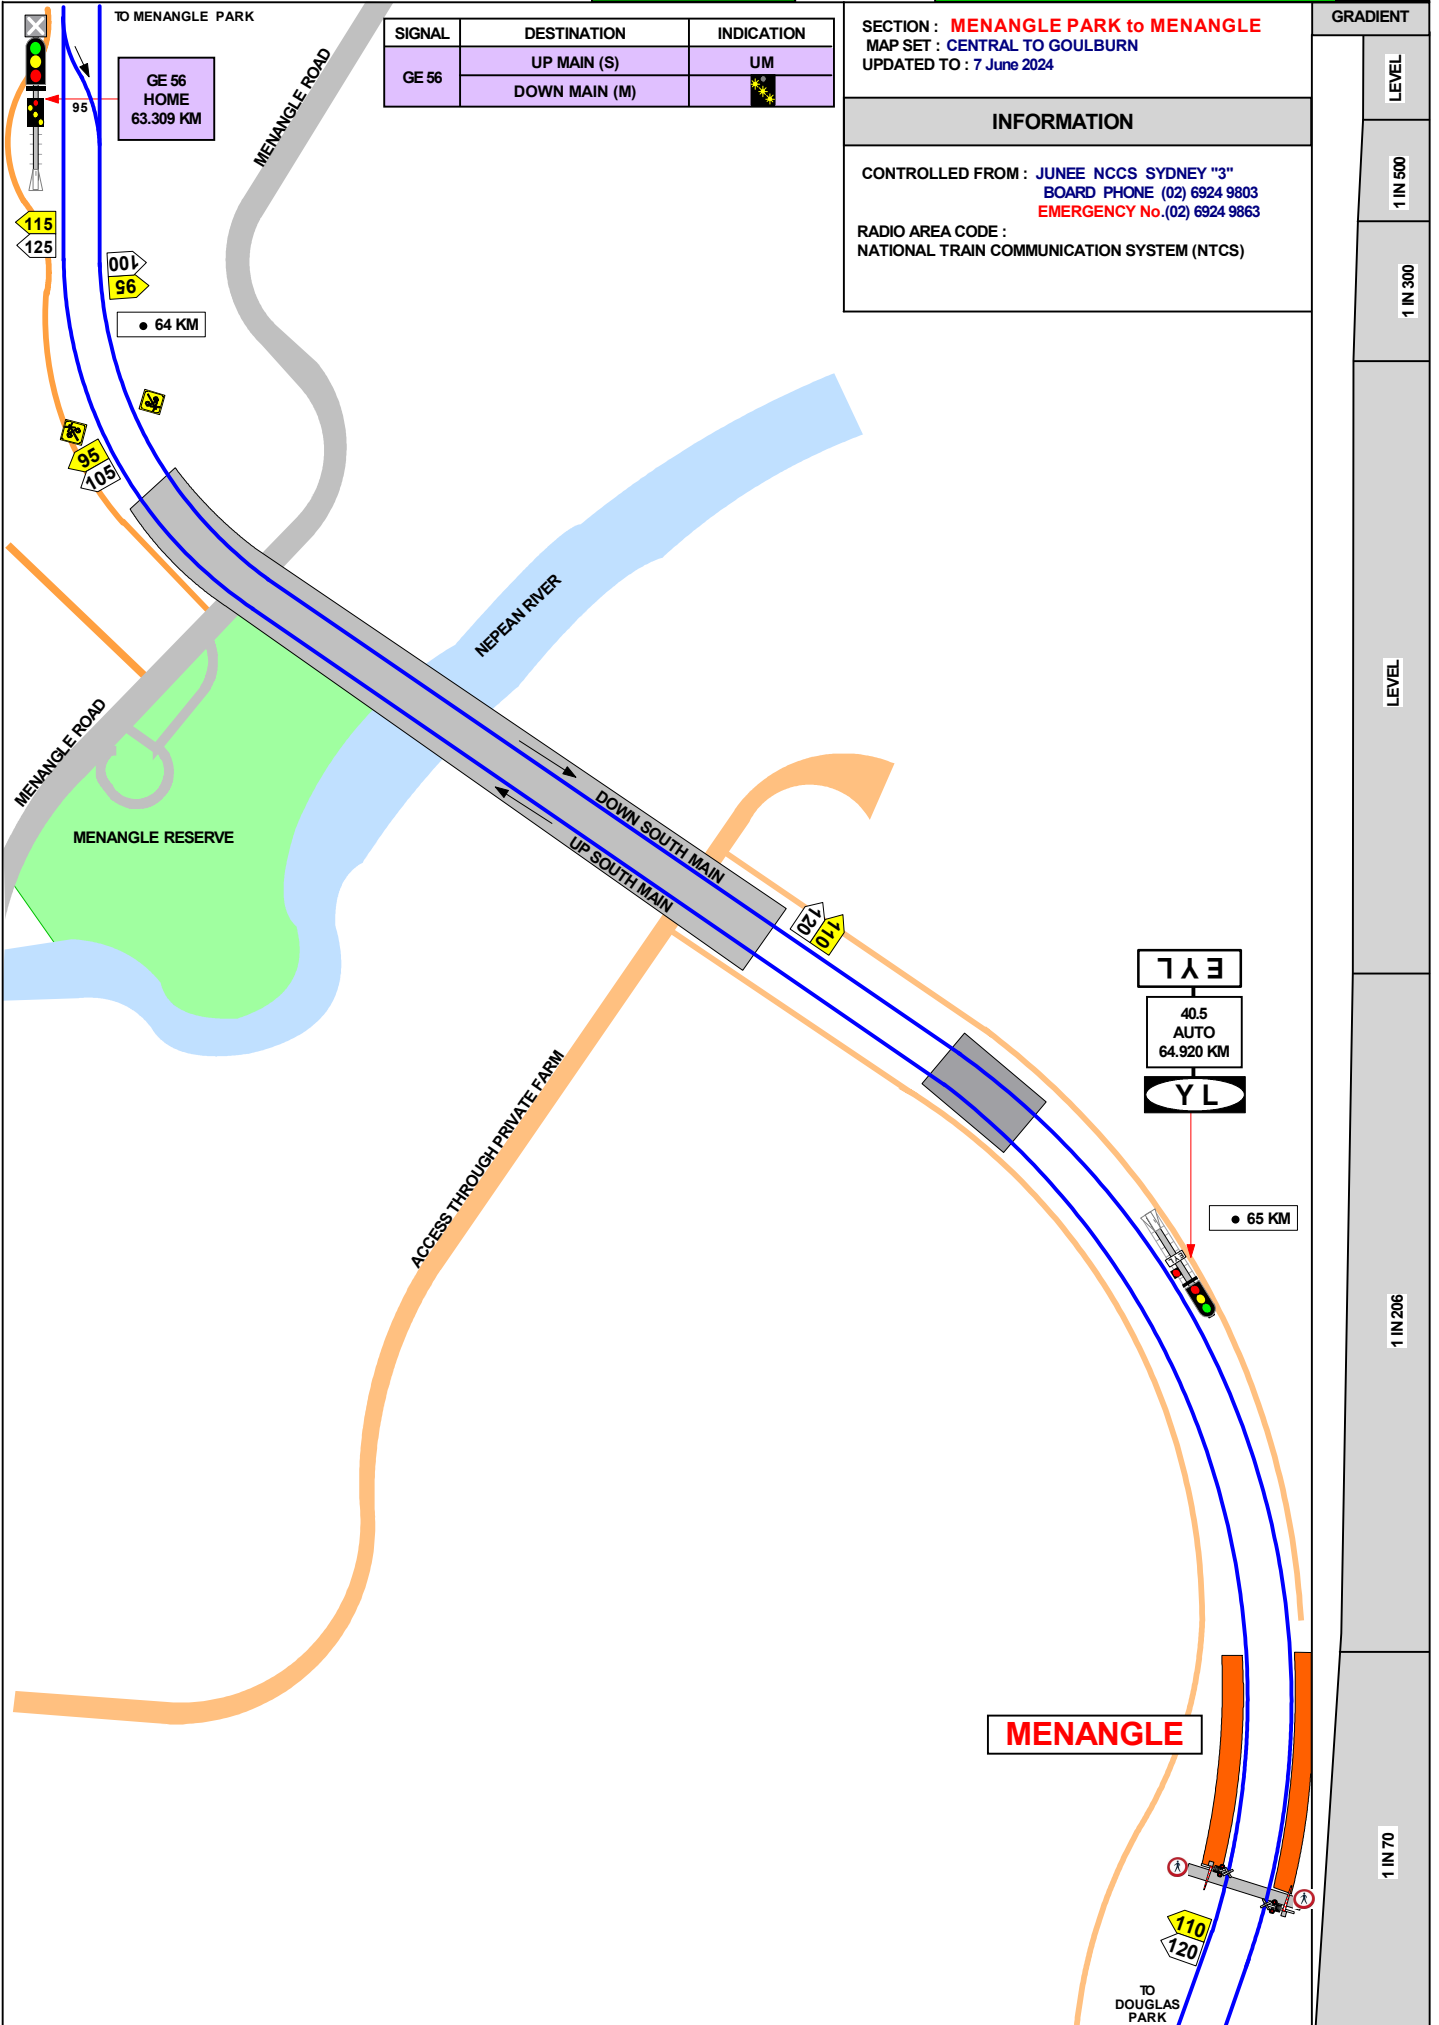 TO MENANGLE PARK
SIGNAL DESTINATION INDICATION
GE 56 UP MAIN (S) UM
DOWN MAIN (M)
SECTION : MENANGLE PARK to MENANGLE
MAP SET : CENTRAL TO GOULBURN
UPDATED TO : 7 June 2024
INFORMATION
CONTROLLED FROM : JUNEE NCCS SYDNEY "3"
BOARD PHONE (02) 6924 9803
EMERGENCY No.(02) 6924 9863
RADIO AREA CODE :
NATIONAL TRAIN COMMUNICATION SYSTEM (NTCS)
GRADIENT
LEVEL
1 IN 500
1 IN 300
LEVEL
1 IN 206
1 IN 70
GE 56
HOME
63.309 KM
95
MENANGLE ROAD
115
125
100
95
64 KM
95
105
NEPEAN RIVER
MENANGLE ROAD
MENANGLE RESERVE
DOWN SOUTH MAIN
UP SOUTH MAIN
120
110
ACCESS THROUGH PRIVATE FARM
EYL
40.5
AUTO
64.920 KM
YL
65 KM
MENANGLE
110
120
TO
DOUGLAS
PARK